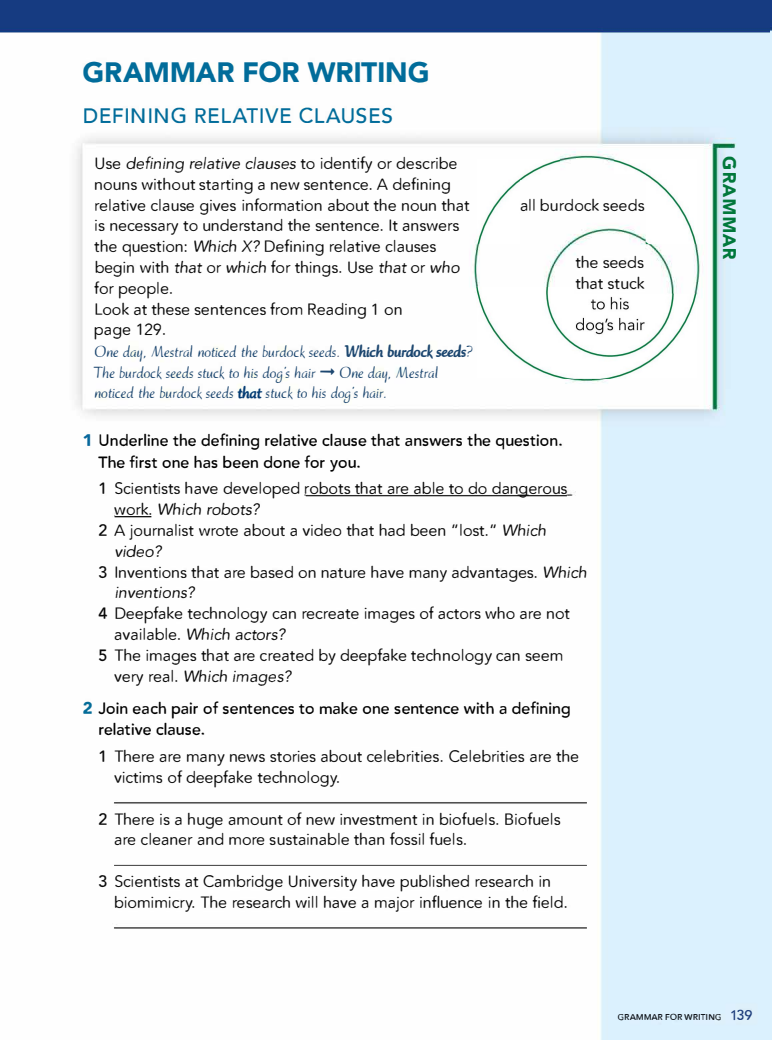 GRAMMAR FOR WRITING
DEFINING RELATIVE CLAUSES
Use defining relative clauses to identify or describe
nouns without starting a new sentence. A defining
relative clause gives information about the noun that
is necessary to understand the sentence. It answers
the question: Which X? Defining relative clauses
begin with that or which for things. Use that or who
for people.
Look at these sentences from Reading 1 on
page 129.
One day, Mestral noticed the burdock seeds. Which burdock seeds?
The burdock seeds stuck to his dog's hair → One day, Mestral
noticed the burdock seeds that stuck to his dog's hair.
all burdock seeds
the seeds
that stuck
to his
dog's hair
GRAMMAR
1 Underline the defining relative clause that answers the question.
The first one has been done for you.
1 Scientists have developed robots that are able to do dangerous
work. Which robots?
2 A journalist wrote about a video that had been "lost." Which
video?
3 Inventions that are based on nature have many advantages. Which
inventions?
4 Deepfake technology can recreate images of actors who are not
available. Which actors?
5 The images that are created by deepfake technology can seem
very real. Which images?
2 Join each pair of sentences to make one sentence with a defining
relative clause.
1 There are many news stories about celebrities. Celebrities are the
victims of deepfake technology.
2 There is a huge amount of new investment in biofuels. Biofuels
are cleaner and more sustainable than fossil fuels.
3 Scientists at Cambridge University have published research in
biomimicry. The research will have a major influence in the field.
GRAMMAR FOR WRITING 139